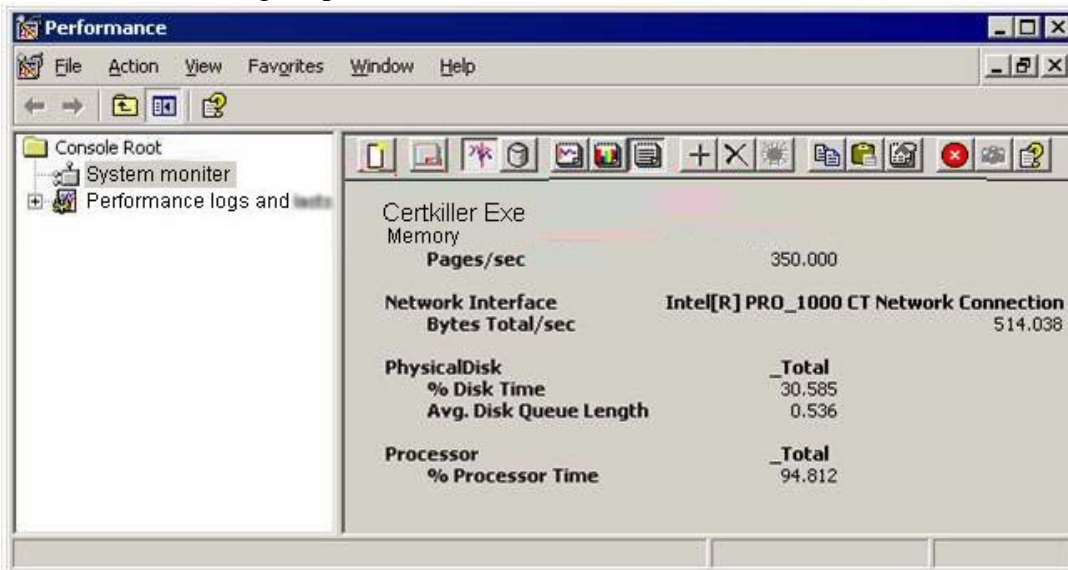 Performance
File Action View Favorites Window Help
Console Root
System moniter
Performance logs and
Certkiller Exe
Memory
Pages/sec 350.000
Network Interface Intel[R] PRO_1000 CT Network Connection
Bytes Total/sec 514.038
PhysicalDisk _Total
% Disk Time 30.585
Avg. Disk Queue Length 0.536
Processor _Total
% Processor Time 94.812